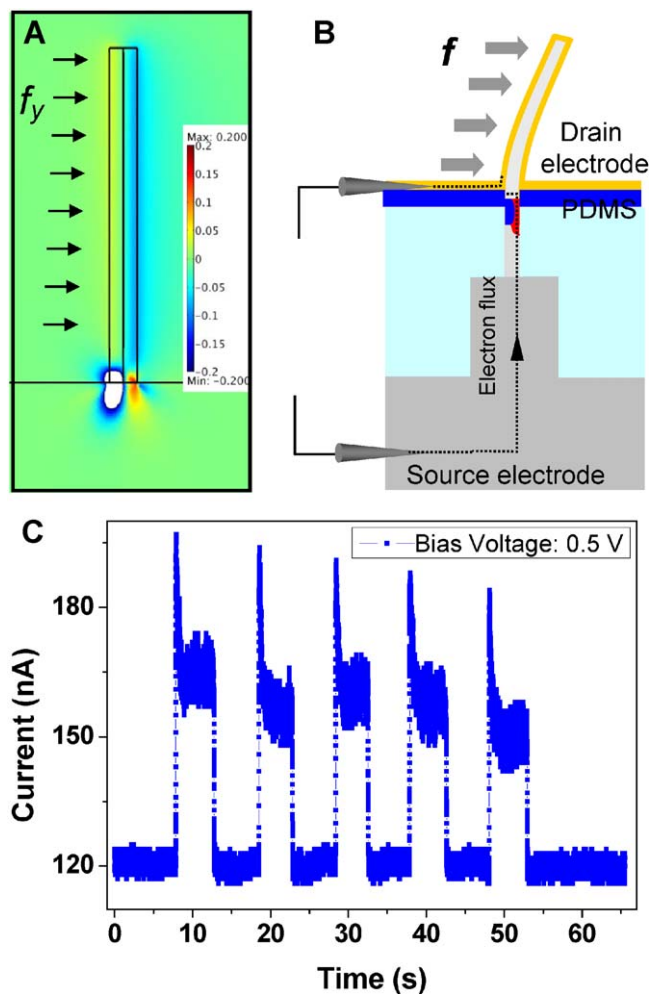 A
f_y
Max: 0.200
0.2
0.15
0.1
0.05
0
−0.05
−0.1
−0.15
−0.2
Min: −0.200
B
f
Drain
electrode
PDMS
Electron flux
Source electrode
C
Bias Voltage: 0.5 V
180
150
120
Current (nA)
0 10 20 30 40 50 60
Time (s)